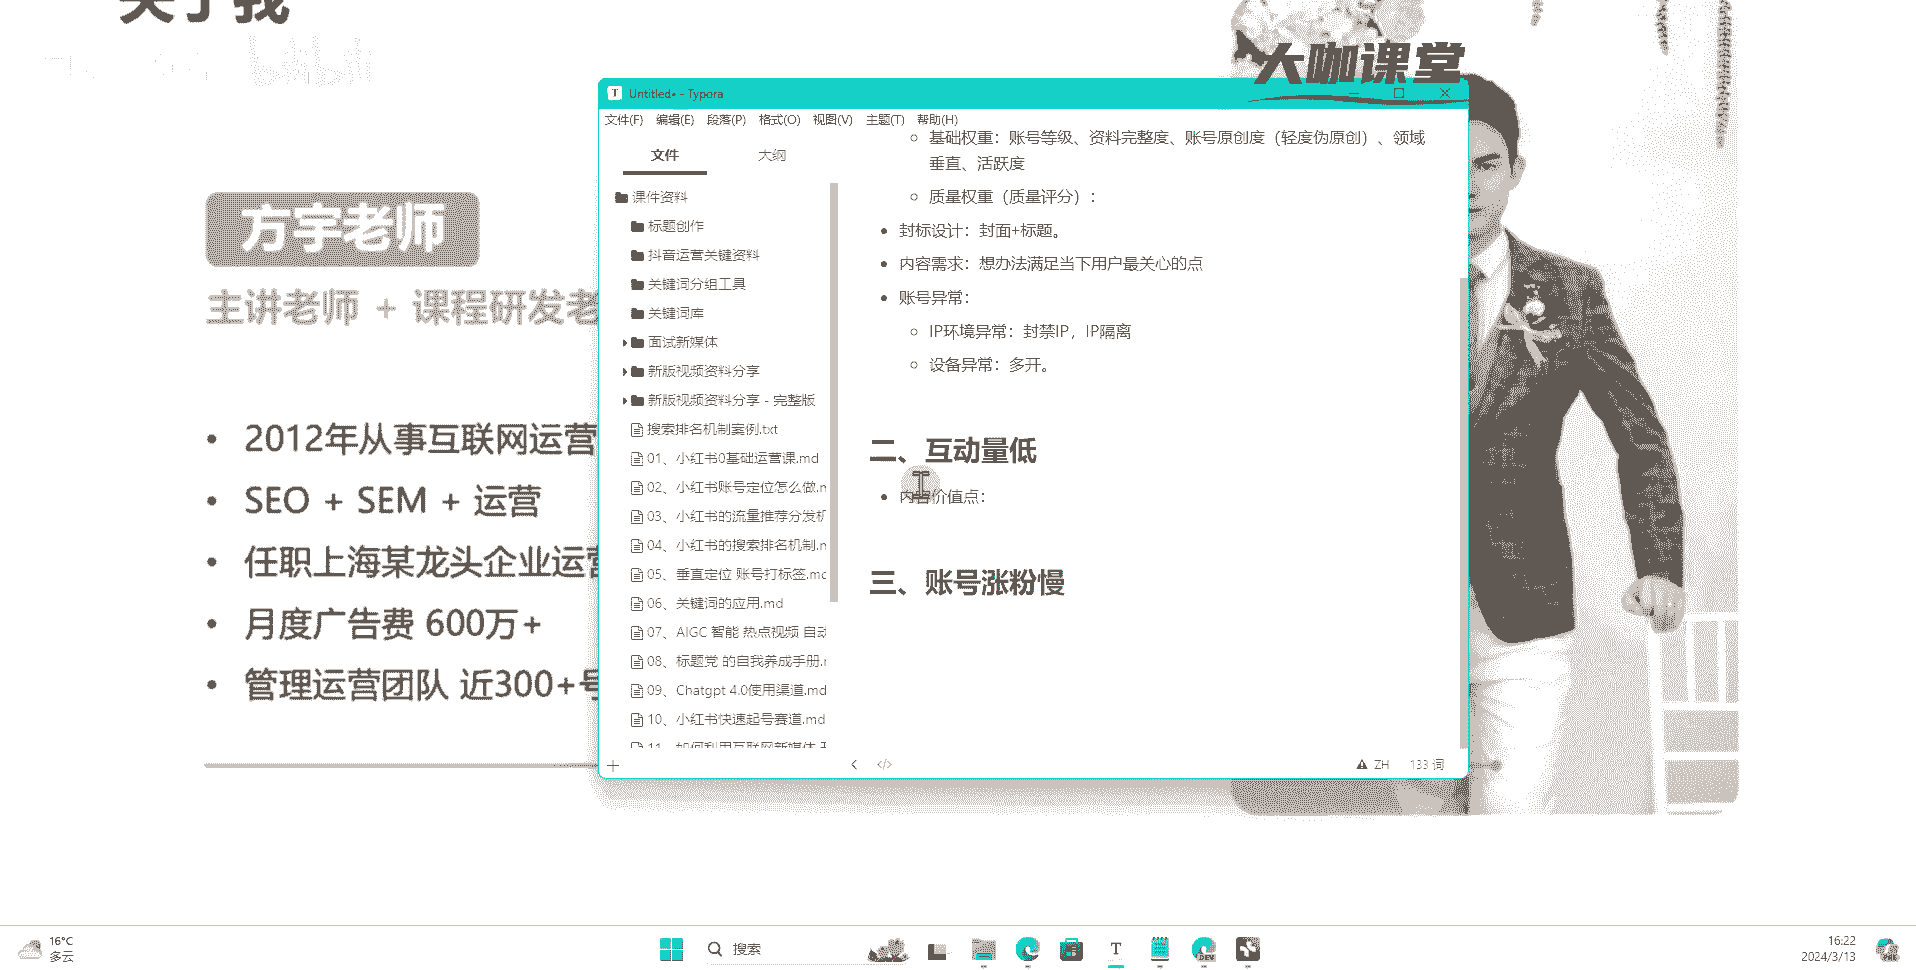 关于我
bilibili
大咖课堂
方宇老师
主讲老师 + 课程研发老
2012年从事互联网运营
SEO + SEM + 运营
任职上海某龙头企业运营
月度广告费 600万+
管理运营团队 近300+号
Untitled• - Typora
文件(F) 编辑(E) 段落(P) 格式(O) 视图(V) 主题(T) 帮助(H)
文件 大纲
课件资料
标题创作
抖音运营关键资料
关键词分组工具
关键词库
面试新媒体
新版视频资料分享
新版视频资料分享 - 完整版
搜索排名机制案例.txt
01、小红书0基础运营课.md
02、小红书账号定位怎么做.m
03、小红书的流量推荐分发机
04、小红书的搜索排名机制.m
05、垂直定位 账号打标签.md
06、关键词的应用.md
07、AIGC 智能 热点视频 自动
08、标题党 的自我养成手册.m
09、Chatgpt 4.0使用渠道.md
10、小红书快速起号赛道.md
11、如何利用互联网新媒体
基础权重：账号等级、资料完整度、账号原创度（轻度伪原创）、领域
垂直、活跃度
质量权重（质量评分）：
封标设计：封面+标题。
内容需求：想办法满足当下用户最关心的点
账号异常：
IP环境异常：封禁IP，IP隔离
设备异常：多开。
二、互动量低
内容价值点：
三、账号涨粉慢
ZH 133 词
16°C
多云
搜索
T
DEV
16:22
2024/3/13
PRE